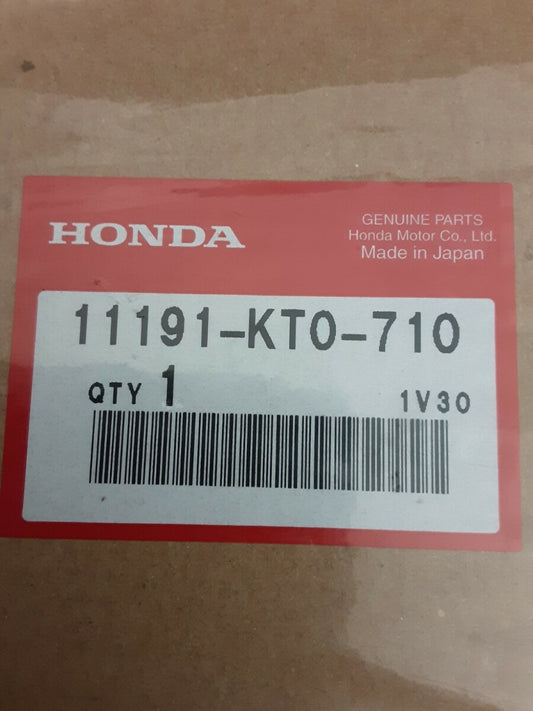 HONDA
GENUINE PARTS
Honda Motor Co., Ltd.
Made in Japan
11191-KT0-710
QTY 1
1V30